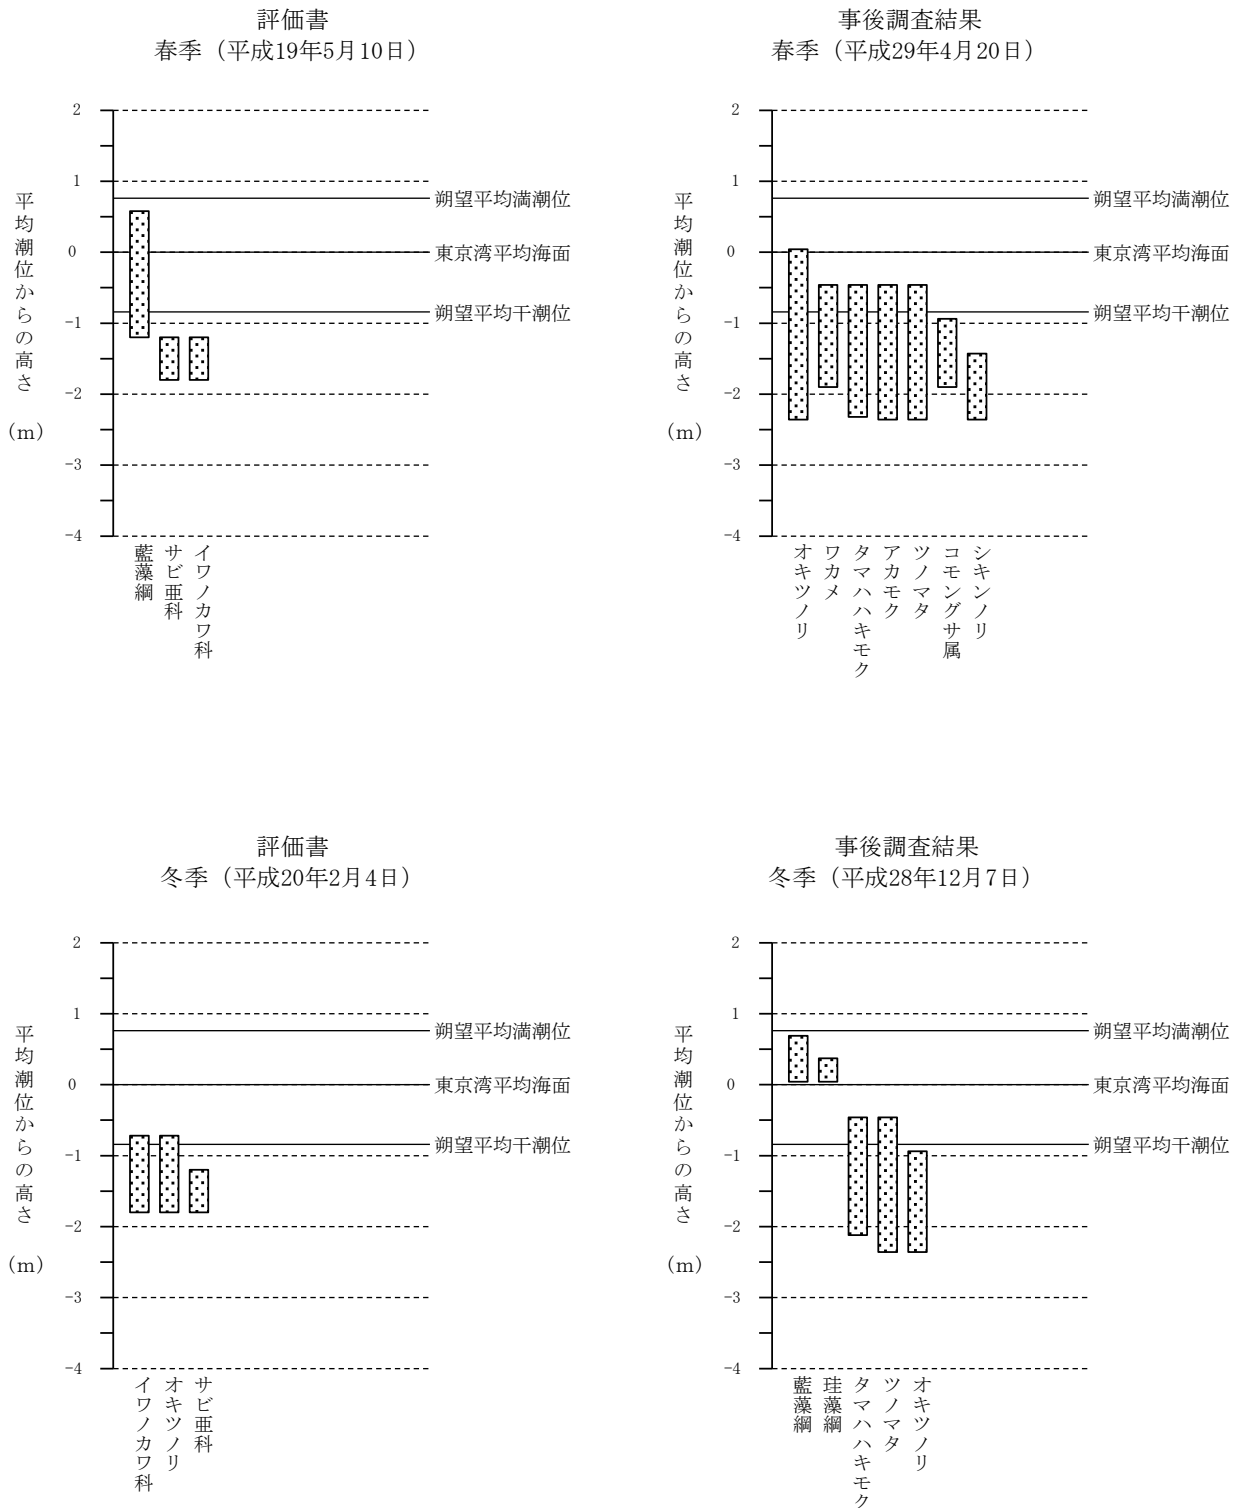 評価書
春季（平成19年5月10日）
2
1
0
-1
-2
-3
-4
平均潮位からの高さ
(m)
朔望平均満潮位
東京湾平均海面
朔望平均干潮位
藍藻綱
サビ亜科
イワノカワ科
事後調査結果
春季（平成29年4月20日）
2
1
0
-1
-2
-3
-4
平均潮位からの高さ
(m)
朔望平均満潮位
東京湾平均海面
朔望平均干潮位
オキツノリ
ワカメ
タマハハキモク
アカモク
ツノマタ
コモングサ属
シキンノリ
評価書
冬季（平成20年2月4日）
2
1
0
-1
-2
-3
-4
平均潮位からの高さ
(m)
朔望平均満潮位
東京湾平均海面
朔望平均干潮位
イワノカワ科
オキツノリ
サビ亜科
事後調査結果
冬季（平成28年12月7日）
2
1
0
-1
-2
-3
-4
平均潮位からの高さ
(m)
朔望平均満潮位
東京湾平均海面
朔望平均干潮位
藍藻綱
珪藻綱
タマハハキモク
ツノマタ
オキツノリ